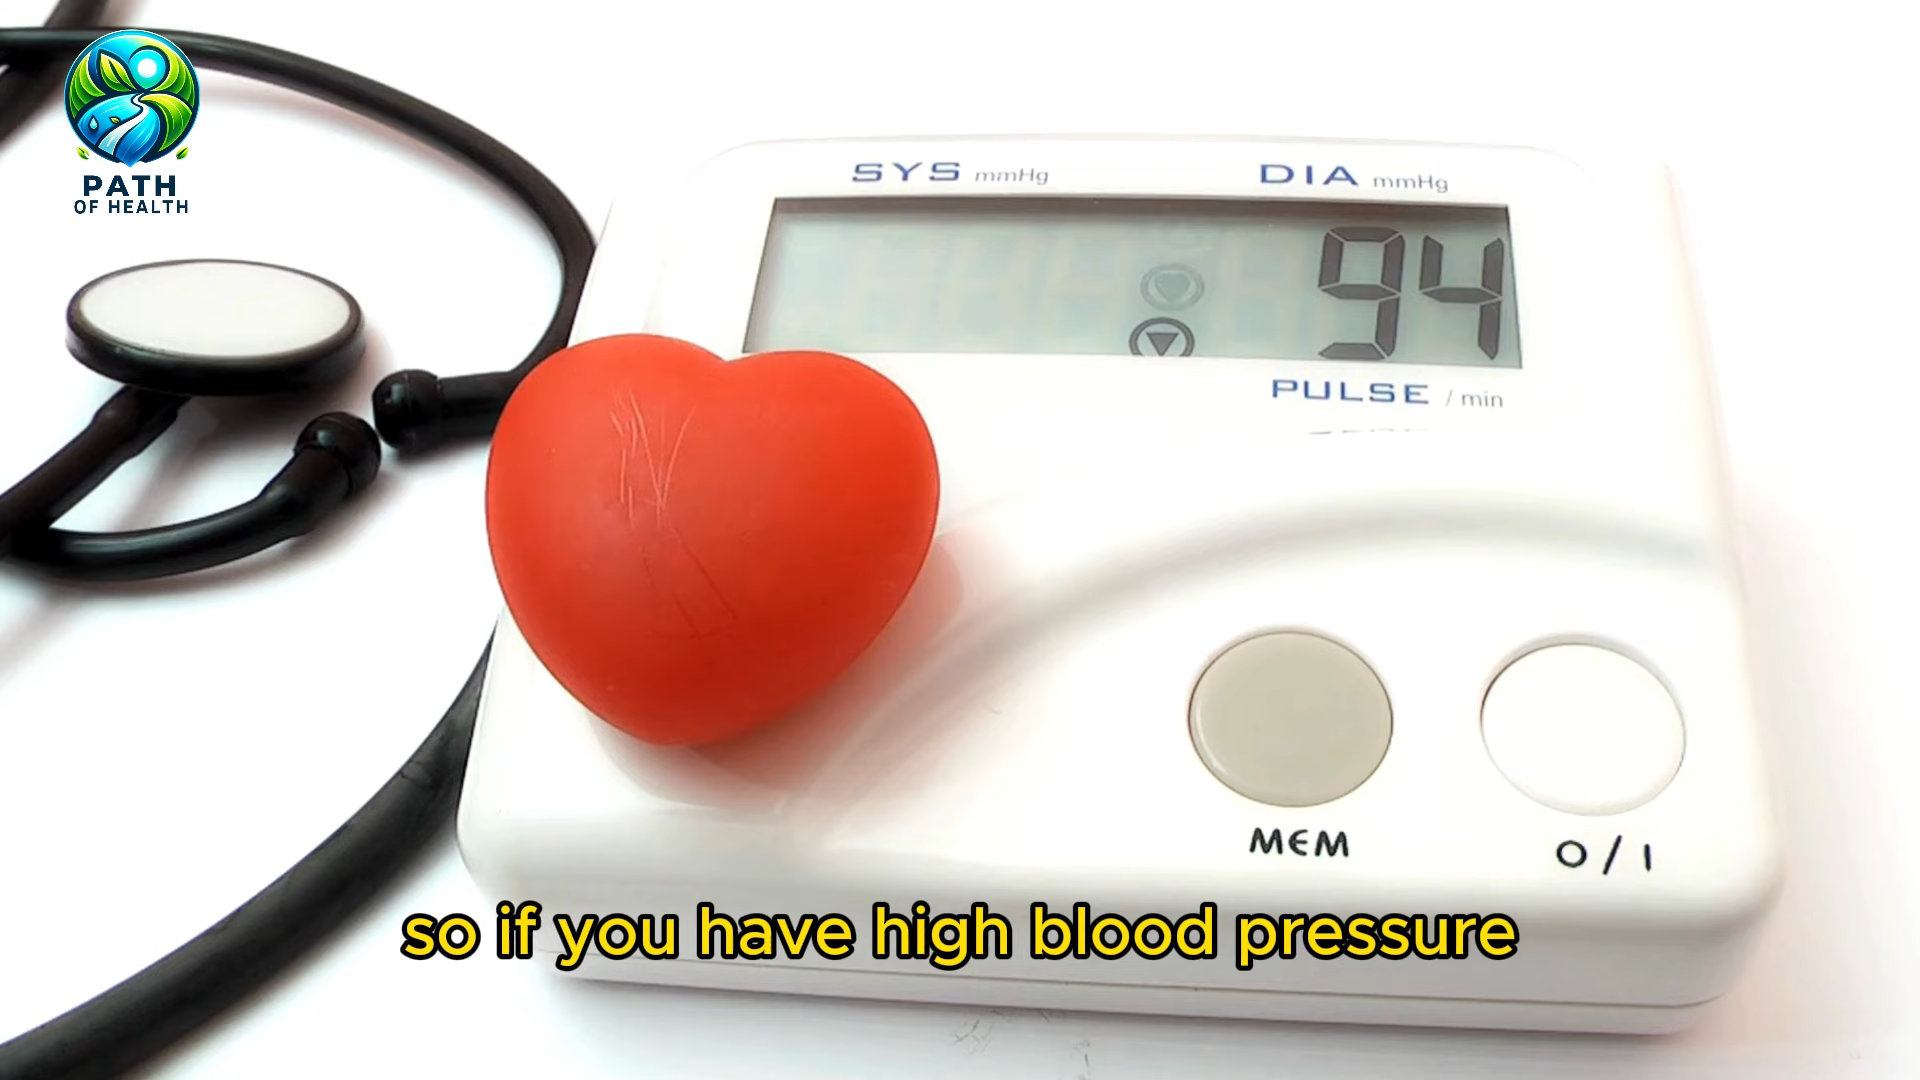 PATH
OF HEALTH
SYS mmHg
DIA mmHg
94
PULSE / min
MEM
O / I
so if you have high blood pressure